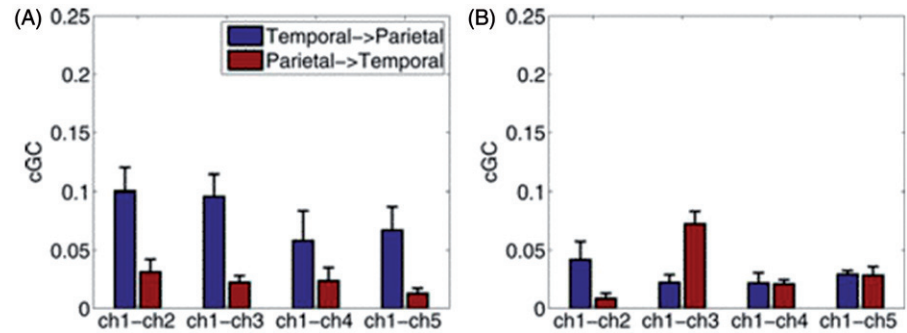 (A)
Temporal->Parietal
Parietal->Temporal
cGC
0.25
0.2
0.15
0.1
0.05
0
ch1-ch2 ch1-ch3 ch1-ch4 ch1-ch5
(B)
cGC
0.25
0.2
0.15
0.1
0.05
0
ch1-ch2 ch1-ch3 ch1-ch4 ch1-ch5